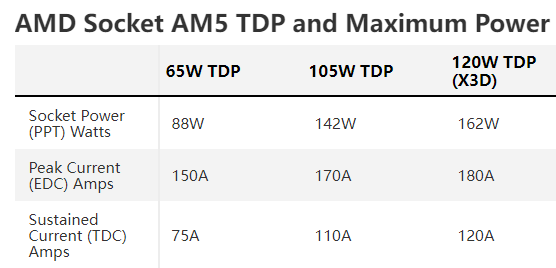 AMD Socket AM5 TDP and Maximum Power
65W TDP 105W TDP 120W TDP
(X3D)
Socket Power
(PPT) Watts 88W 142W 162W
Peak Current
(EDC) Amps 150A 170A 180A
Sustained
Current (TDC) 75A 110A 120A
Amps